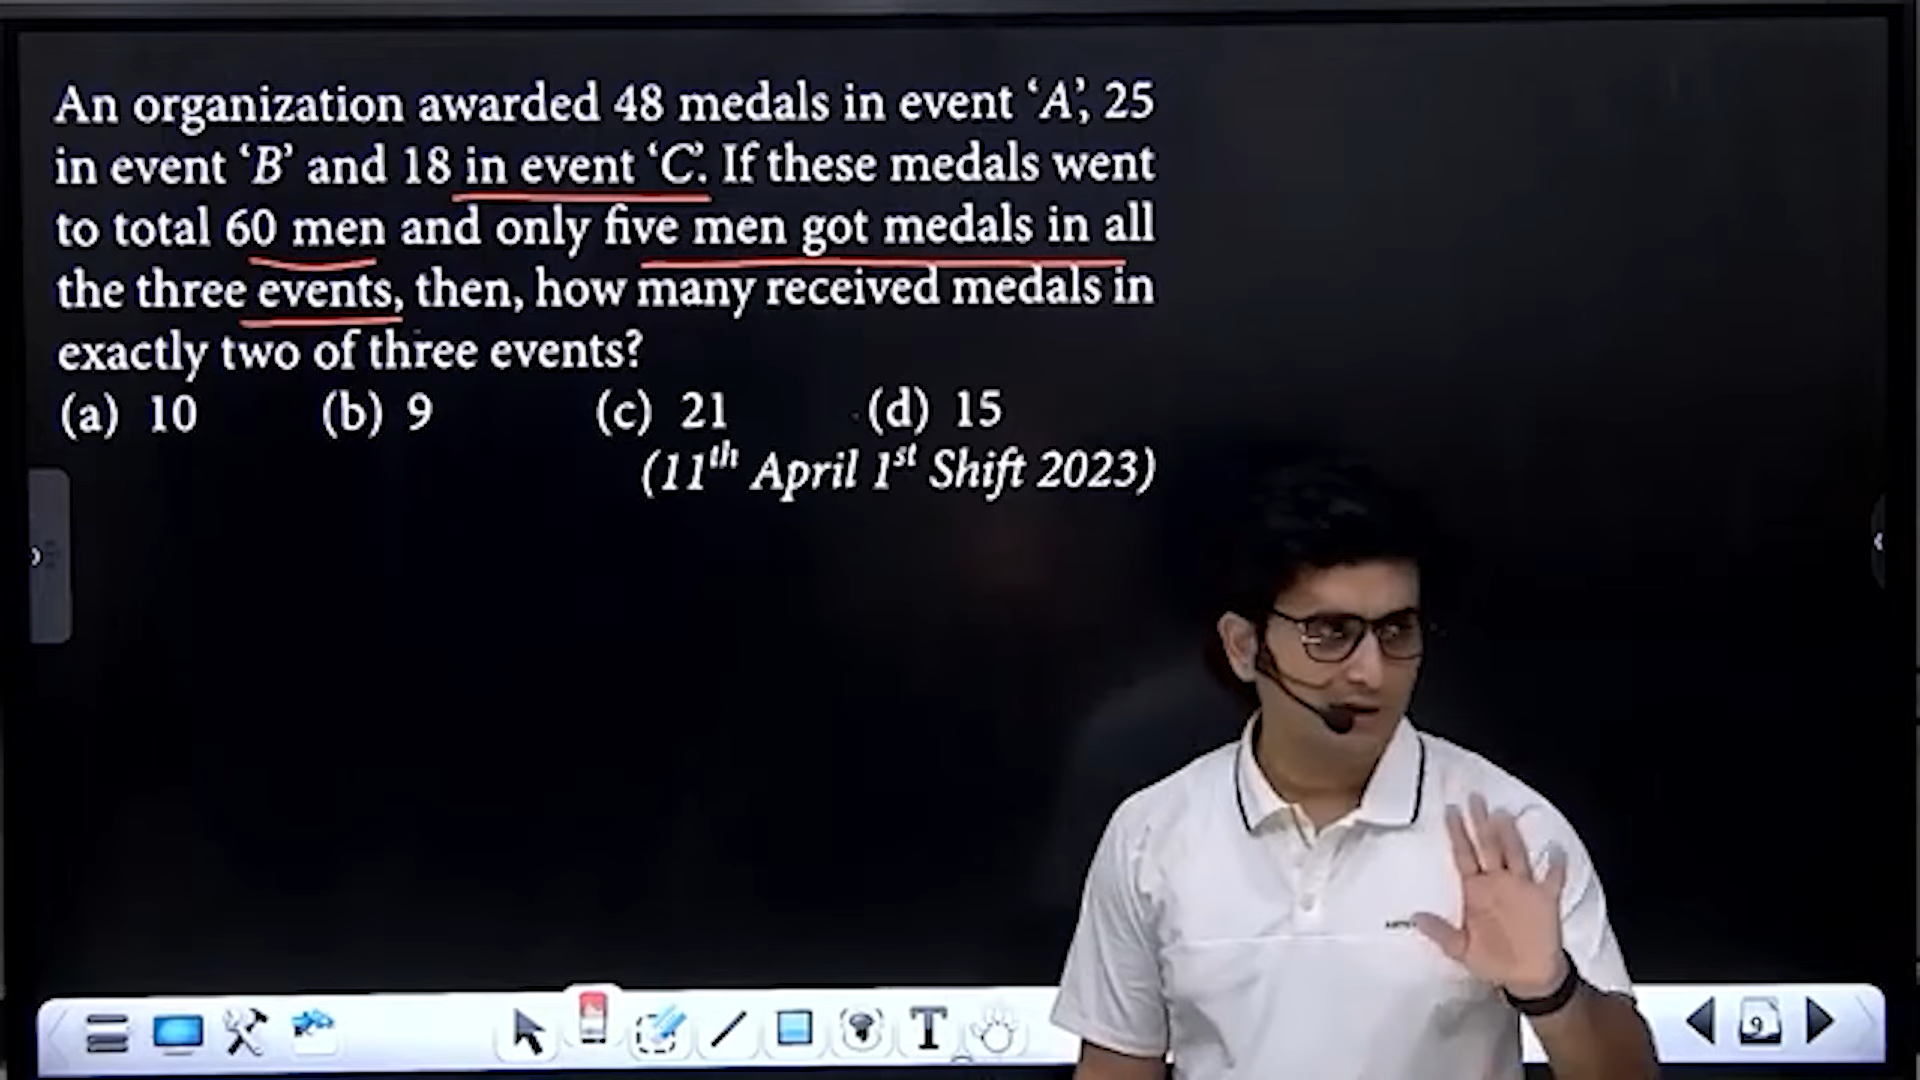 An organization awarded 48 medals in event ‘A’, 25
in event ‘B’ and 18 in event ‘C’. If these medals went
to total 60 men and only five men got medals in all
the three events, then, how many received medals in
exactly two of three events?
(a) 10 (b) 9 (c) 21 (d) 15
(11th April 1st Shift 2023)
T 9